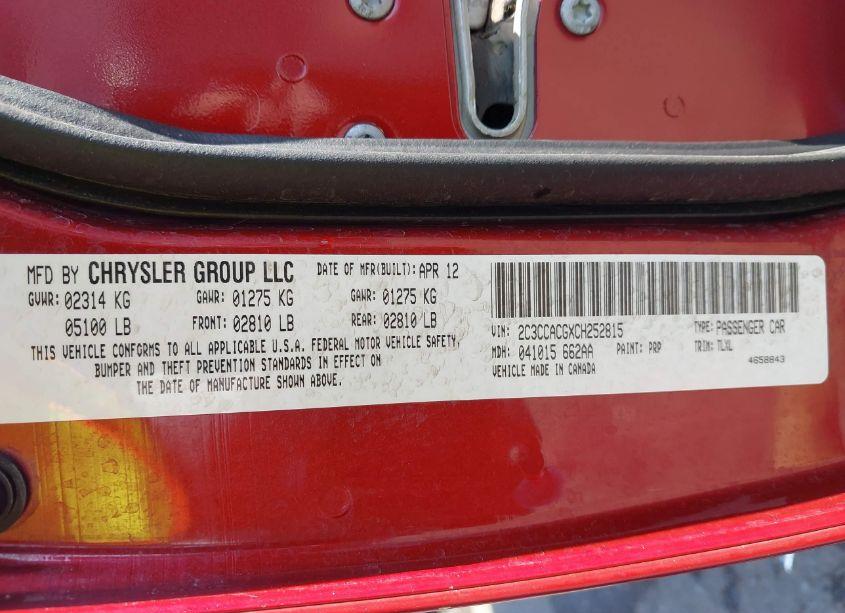 MFD BY CHRYSLER GROUP LLC DATE OF MFR(BUILT): APR 12
GVWR: 02314 KG GAWR: 01275 KG GAWR: 01275 KG
05100 LB FRONT: 02810 LB REAR: 02810 LB
THIS VEHICLE CONFORMS TO ALL APPLICABLE U.S.A. FEDERAL MOTOR VEHICLE SAFETY,
BUMPER AND THEFT PREVENTION STANDARDS IN EFFECT ON
THE DATE OF MANUFACTURE SHOWN ABOVE.
VIN: 2C3CCACGXCH252815 TYPE: PASSENGER CAR
MDH: 041015 662AA PAINT: PRP TRIM: TLXL
VEHICLE MADE IN CANADA 4658843